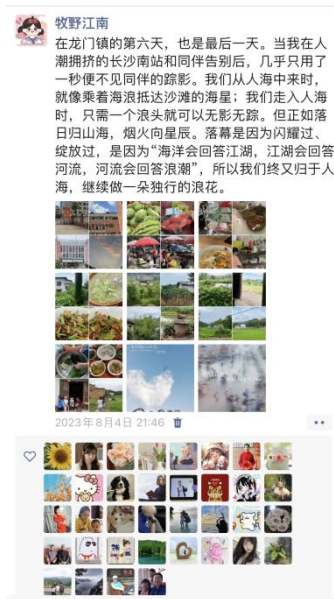 牧野江南
在龙门镇的第六天，也是最后一天。当我在人
潮拥挤的长沙南站和同伴告别后，几乎只用了
一秒便不见同伴的踪影。我们从人海中来时，
就像乘着海浪抵达沙滩的海星；我们走入人海
时，只需一个浪头就可以无影无踪。但正如落
日归山海，烟火向星辰。落幕是因为闪耀过、
绽放过，是因为“海洋会回答江湖，江湖会回答
河流，河流会回答浪潮”，所以我们终又归于人
海，继续做一朵独行的浪花。
2023年8月4日 21:46